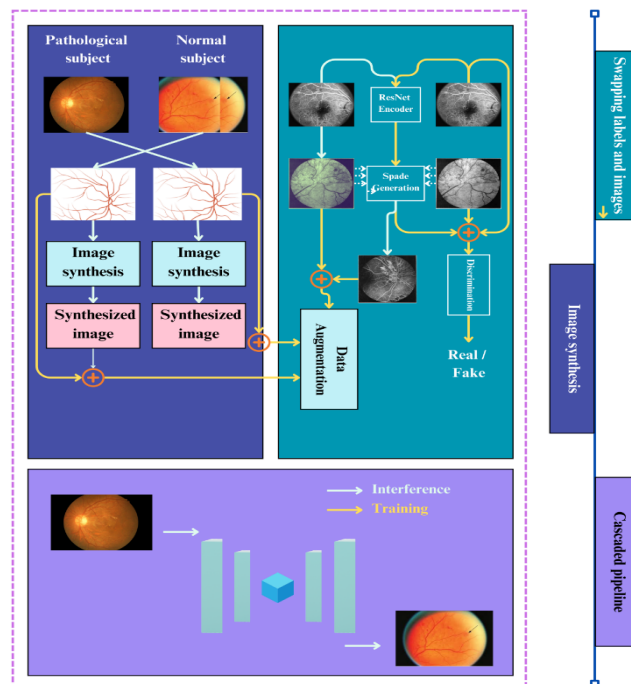 Pathological
subject
Normal
subject
Image
synthesis
Image
synthesis
Synthesized
image
Synthesized
image
ResNet
Encoder
Spade
Generation
Discrimination
Data
Augmentation
Real /
Fake
Interference
Training
Swapping labels and images
Image synthesis
Cascaded pipeline